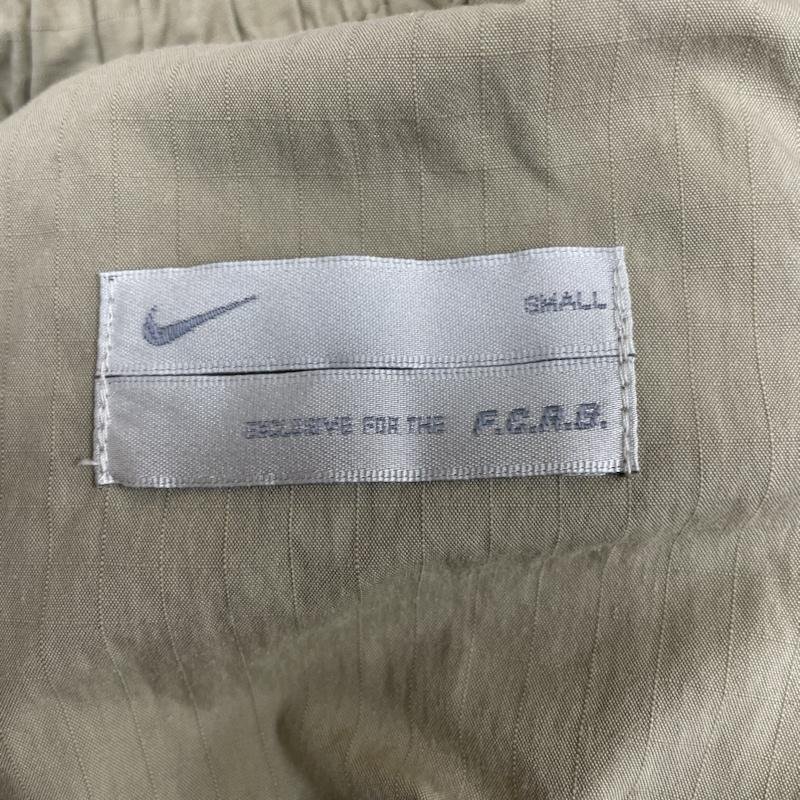 SMALL
EXCLUSIVE FOR THE F.C.R.B.